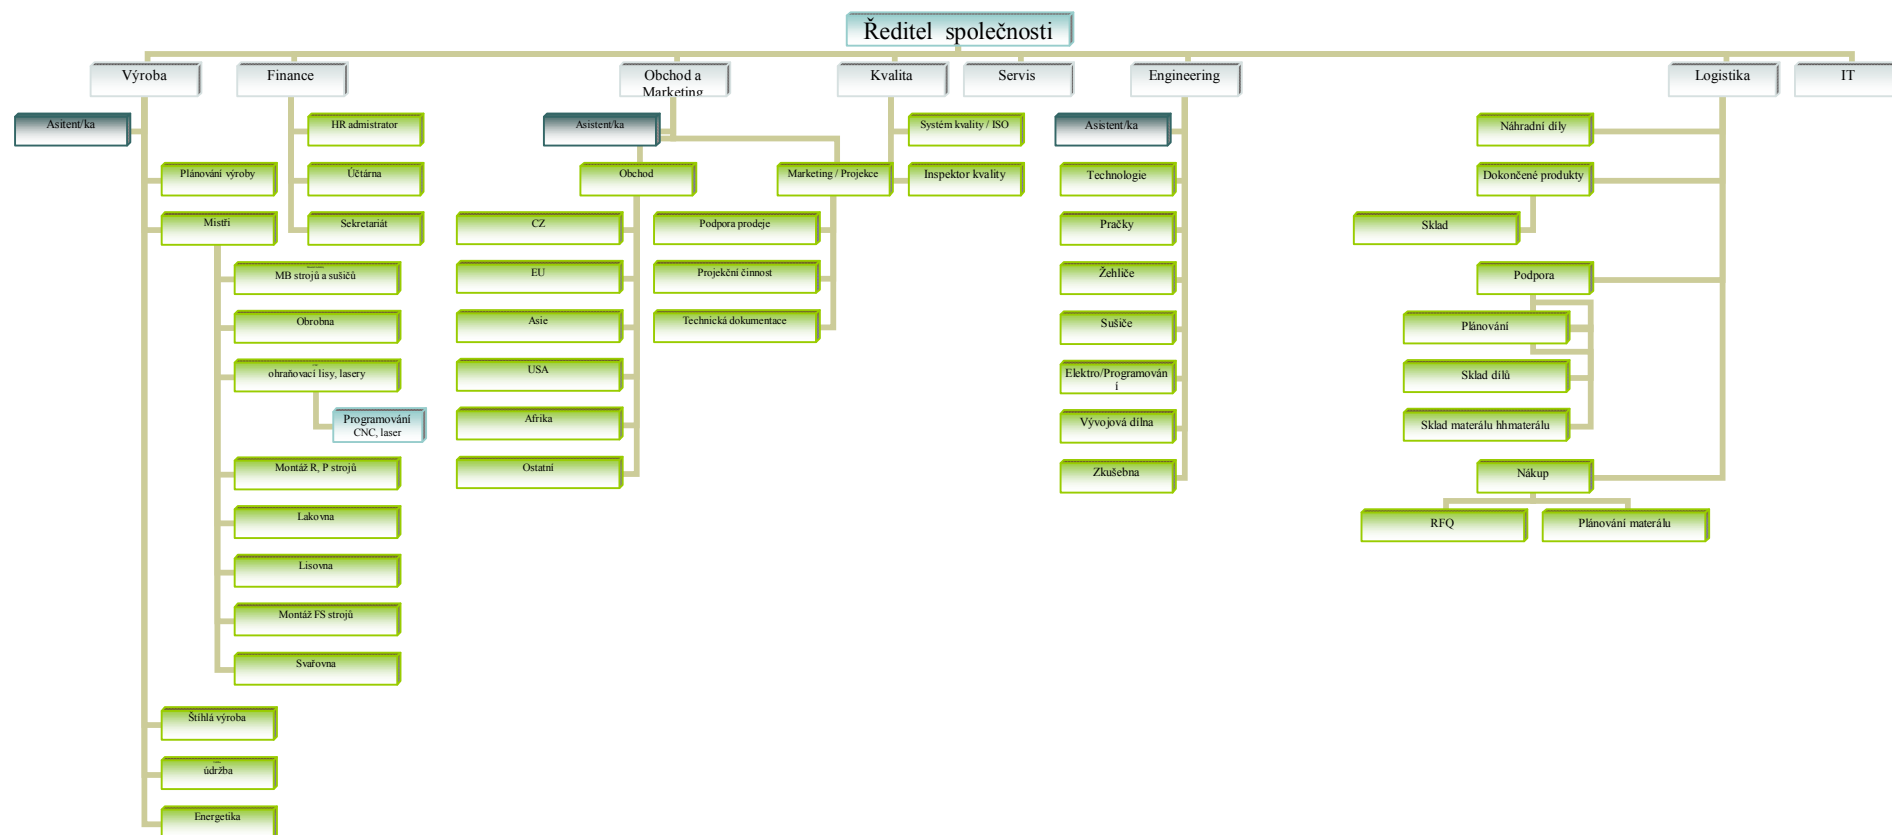 Ředitel společnosti
Výroba
Finance
Obchod a
Marketing
Kvalita
Servis
Engineering
Logistika
IT
Asitent/ka
HR admistrator
Asistent/ka
Systém kvality / ISO
Asistent/ka
Náhradní díly
Plánování výroby
Účtárna
Obchod
Marketing / Projekce
Inspektor kvality
Technologie
Dokončené produkty
Mistři
Sekretariát
CZ
Podpora prodeje
Pračky
Sklad
MB strojů a sušičů
EU
Projekční činnost
Žehliče
Podpora
Obrobna
Asie
Technická dokumentace
Sušiče
Plánování
ohraňovací lisy, lasery
USA
Elektro/Programován
í
Sklad dílů
Programování
CNC, laser
Afrika
Vývojová dílna
Sklad materálu hhmaterálu
Montáž R, P strojů
Ostatní
Zkušebna
Nákup
Lakovna
RFQ
Plánování materálu
Lisovna
Montáž FS strojů
Svařovna
Štíhlá výroba
údržba
Energetika